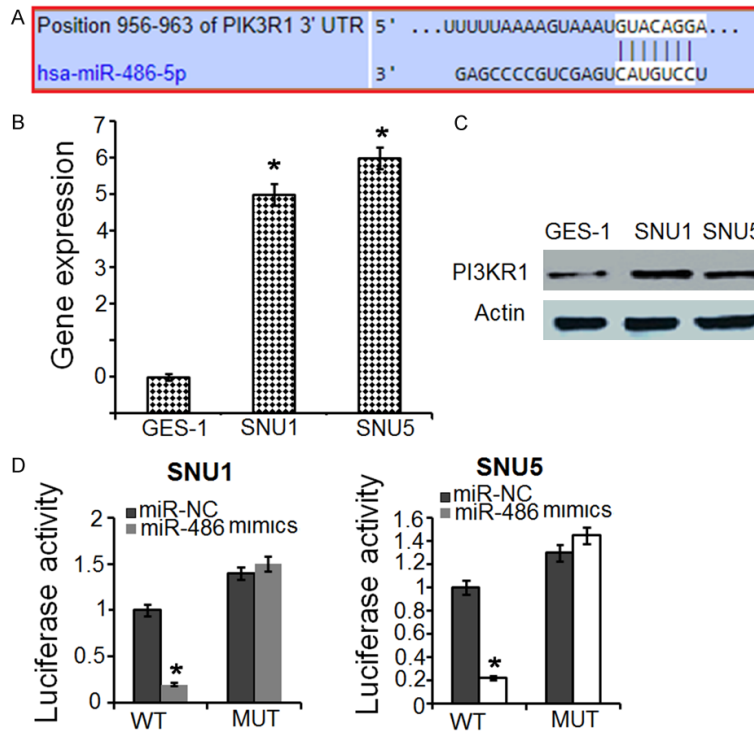 A
Position 956-963 of PIK3R1 3' UTR 5' ...UUUUUAAAAGUAAAUGUACAGGA...
hsa-miR-486-5p 3' GAGCCCCGUCGAGUCAUGUCCU
B
Gene expression
7
6
5
4
3
2
0
*
*
GES-1 SNU1 SNU5
C
GES-1 SNU1 SNU5
PI3KR1
Actin
D
SNU1
miR-NC
miR-486 mimics
Luciferase activity
2
1.5
1
0.5
0
*
WT MUT
SNU5
miR-NC
miR-486 mimics
Luciferase activity
1.6
1.4
1.2
1
0.8
0.6
0.4
0.2
0
*
WT MUT